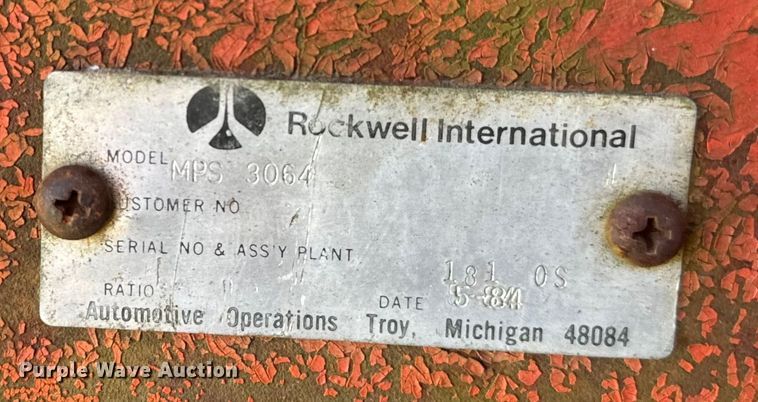 Rockwell International
MODEL MPS 3064
CUSTOMER NO
SERIAL NO & ASS'Y PLANT 181 OS
RATIO DATE 5-84
Automotive Operations Troy, Michigan 48084
Purple Wave Auction